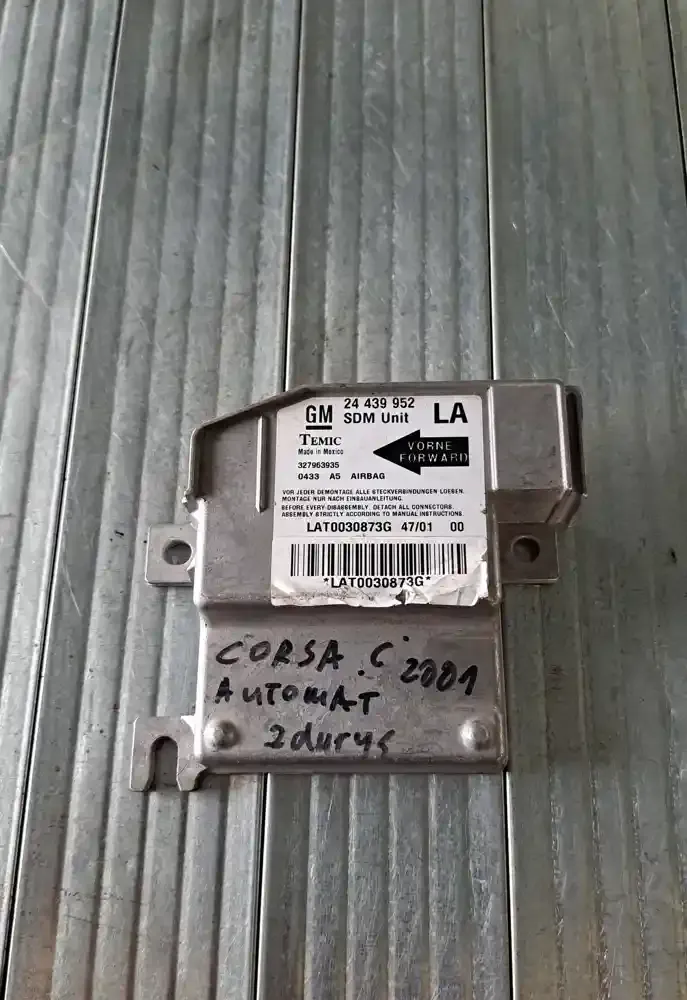 GM 24 439 952 LA
SDM Unit
TEMIC
Made in Mexico
VORNE
FORWARD
327963935
0433 A5 AIRBAG
VOR JEDER DEMONTAGE ALLE STECKVERBINDUNGEN LOESEN.
MONTAGE NUR NACH EINBAUANLEITUNG.
BEFORE EVERY DISASSEMBLY. DETACH ALL CONNECTORS.
ASSEMBLY STRICTLY ACCORDING TO MANUAL INSTRUCTIONS.
LAT0030873G 47/01 00
*LAT0030873G*
CORSA.C 2001
AUTOMAT
2durys